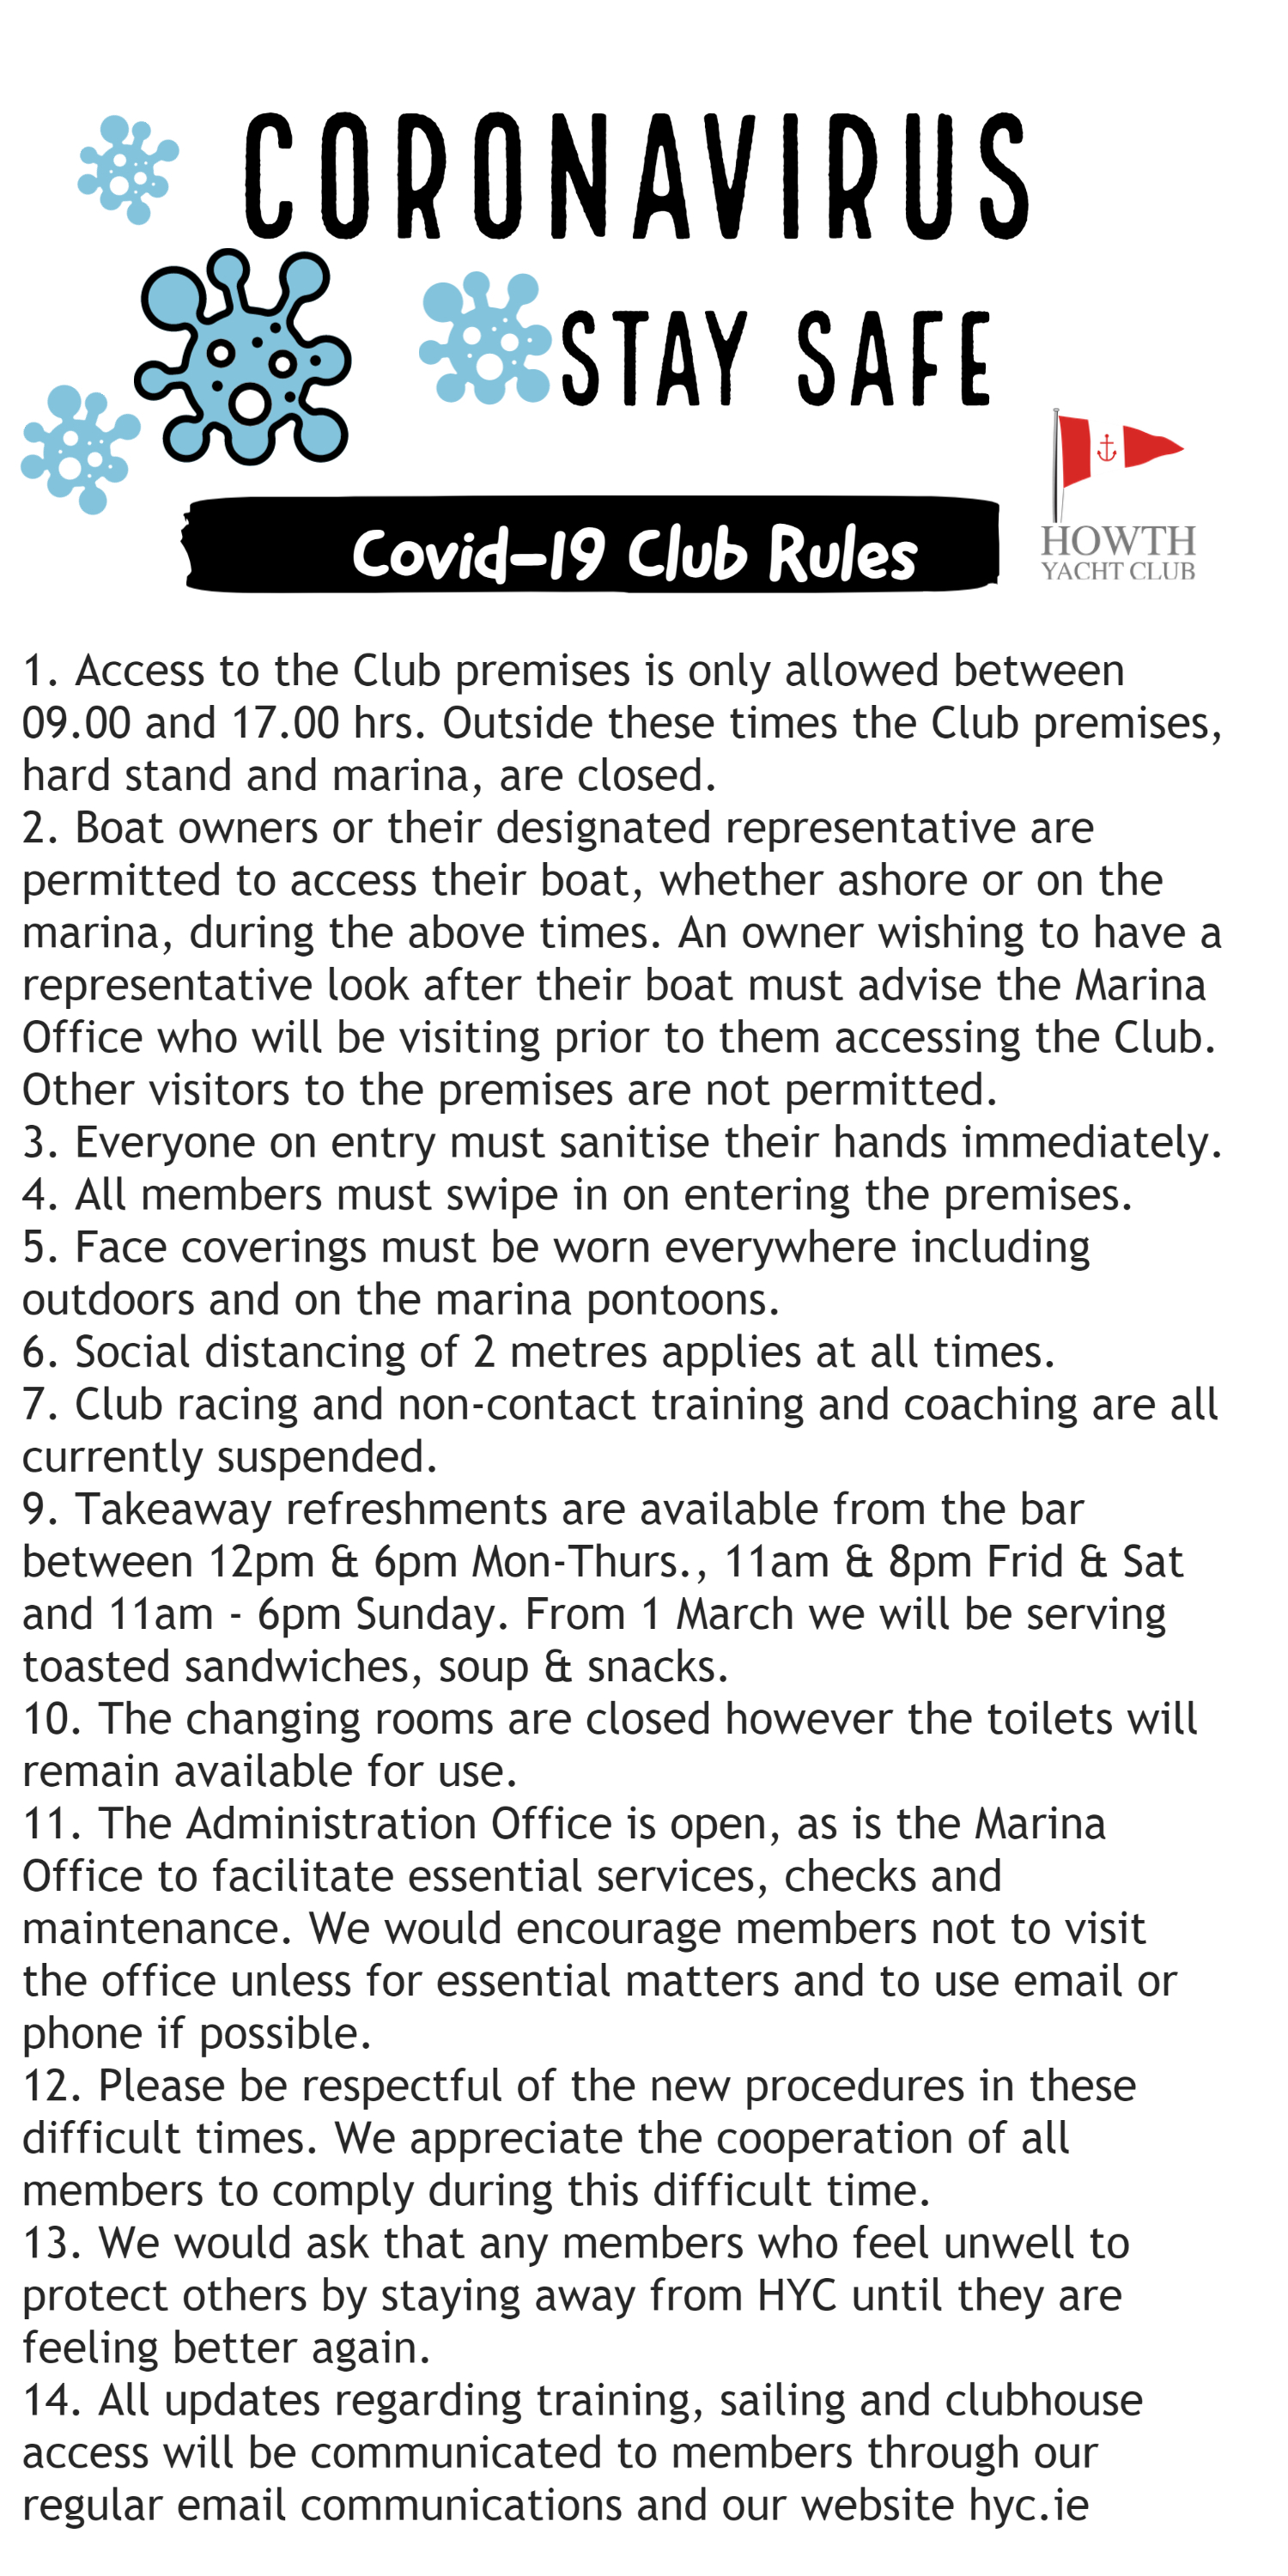 CORONAVIRUS
STAY SAFE
Covid-19 Club Rules
HOWTH
YACHT CLUB
1. Access to the Club premises is only allowed between
09.00 and 17.00 hrs. Outside these times the Club premises,
hard stand and marina, are closed.
2. Boat owners or their designated representative are
permitted to access their boat, whether ashore or on the
marina, during the above times. An owner wishing to have a
representative look after their boat must advise the Marina
Office who will be visiting prior to them accessing the Club.
Other visitors to the premises are not permitted.
3. Everyone on entry must sanitise their hands immediately.
4. All members must swipe in on entering the premises.
5. Face coverings must be worn everywhere including
outdoors and on the marina pontoons.
6. Social distancing of 2 metres applies at all times.
7. Club racing and non-contact training and coaching are all
currently suspended.
9. Takeaway refreshments are available from the bar
between 12pm & 6pm Mon-Thurs., 11am & 8pm Frid & Sat
and 11am - 6pm Sunday. From 1 March we will be serving
toasted sandwiches, soup & snacks.
10. The changing rooms are closed however the toilets will
remain available for use.
11. The Administration Office is open, as is the Marina
Office to facilitate essential services, checks and
maintenance. We would encourage members not to visit
the office unless for essential matters and to use email or
phone if possible.
12. Please be respectful of the new procedures in these
difficult times. We appreciate the cooperation of all
members to comply during this difficult time.
13. We would ask that any members who feel unwell to
protect others by staying away from HYC until they are
feeling better again.
14. All updates regarding training, sailing and clubhouse
access will be communicated to members through our
regular email communications and our website hyc.ie